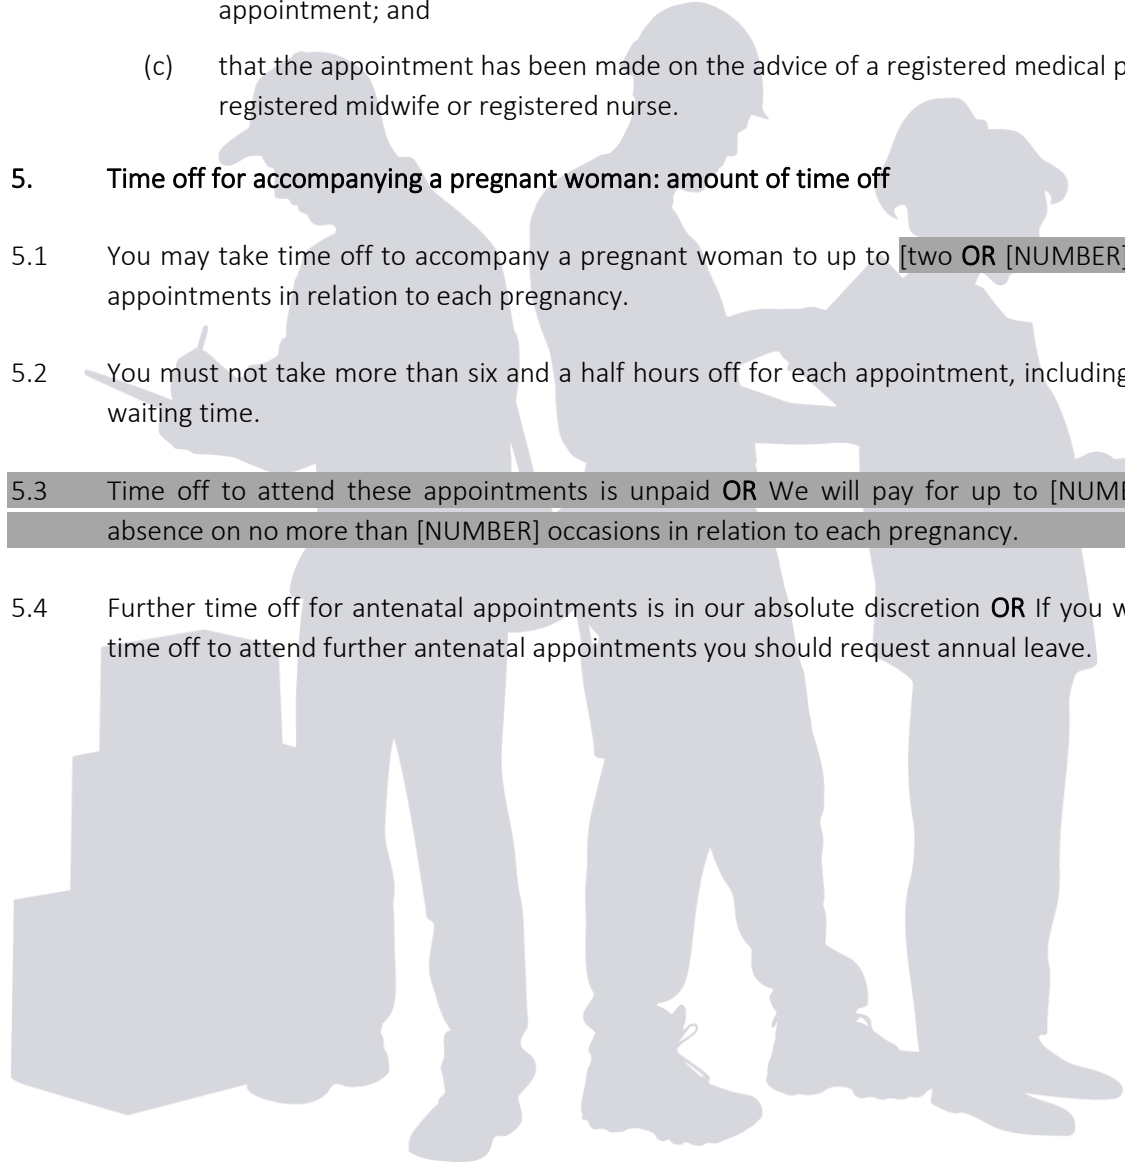 appointment; and
(c) that the appointment has been made on the advice of a registered medical
registered midwife or registered nurse.
5. Time off for accompanying a pregnant woman: amount of time off
5.1 You may take time off to accompany a pregnant woman to up to [two OR [NUMBER]
appointments in relation to each pregnancy.
5.2 You must not take more than six and a half hours off for each appointment, including
waiting time.
5.3 Time off to attend these appointments is unpaid OR We will pay for up to
absence on no more than [NUMBER] occasions in relation to each pregnancy.
5.4 Further time off for antenatal appointments is in our absolute discretion OR If you
time off to attend further antenatal appointments you should request annual leave.